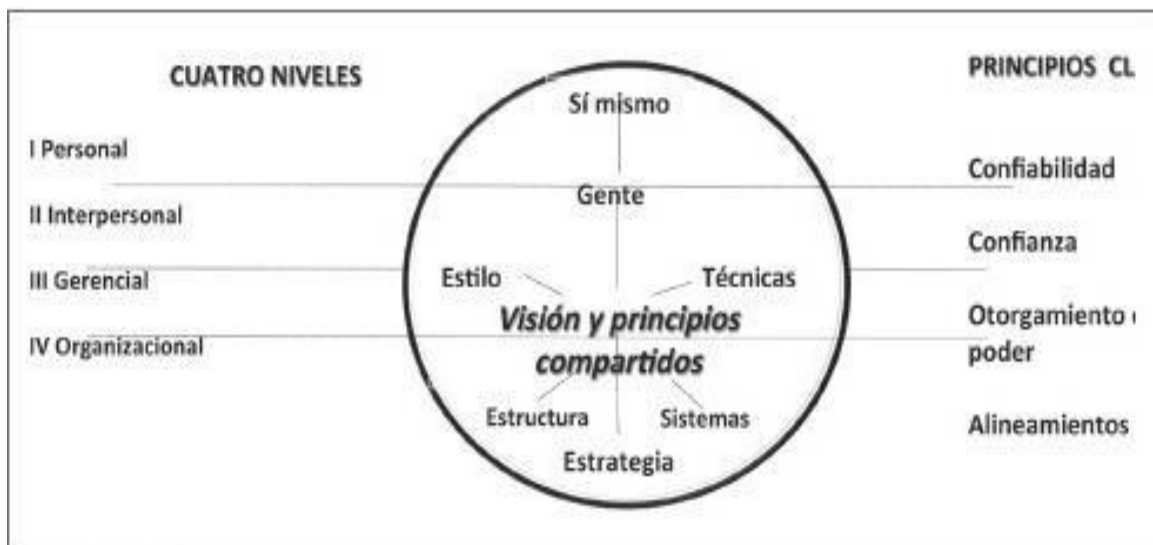 CUATRO NIVELES
PRINCIPIOS CL
Sí mismo
I Personal
Confiabilidad
Gente
II Interpersonal
Confianza
III Gerencial
Estilo
Técnicas
Visión y principios
compartidos
Otorgamiento
poder
IV Organizacional
Estructura
Sistemas
Alineamientos
Estrategia